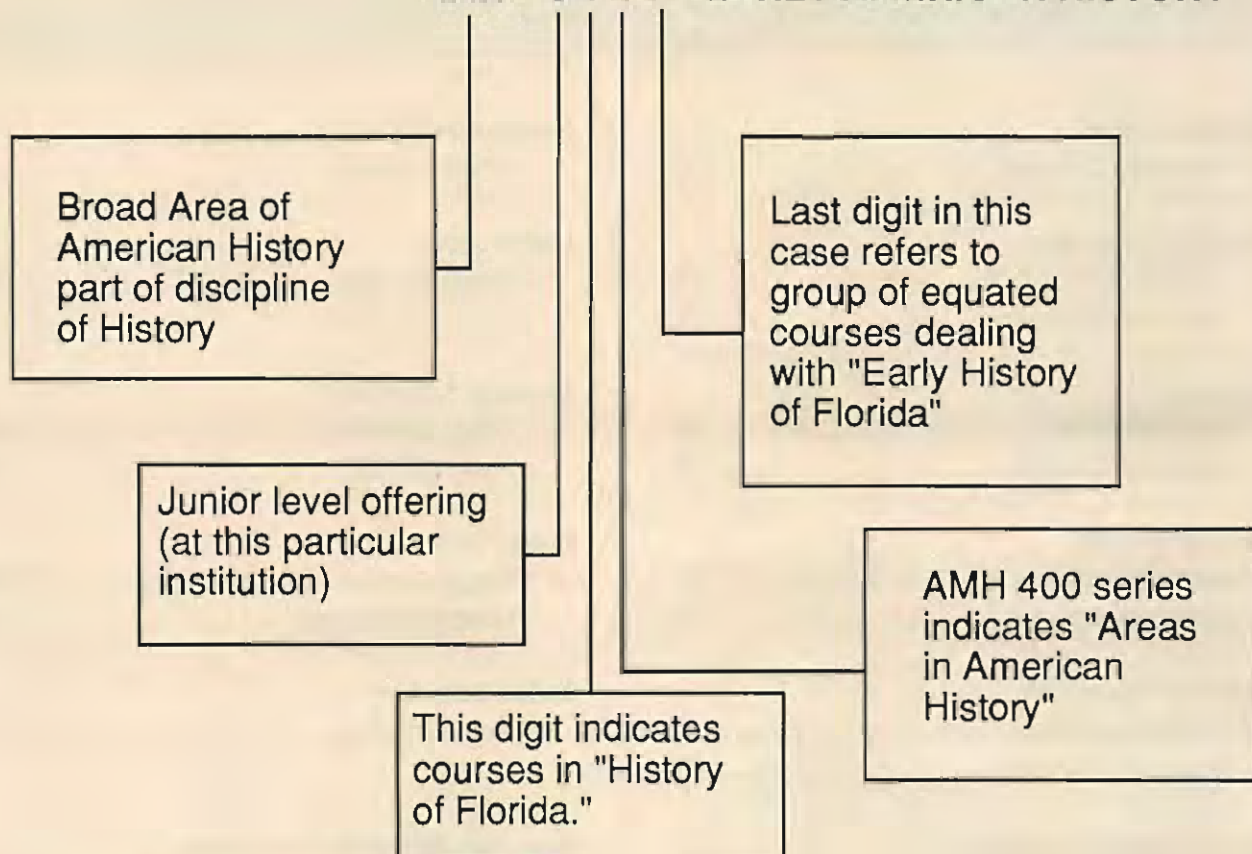 Broad Area of
American History
part of discipline
of History
Last digit in this
case refers to
group of equated
courses dealing
with "Early History
of Florida"
Junior level offering
(at this particular
institution)
AMH 400 series
indicates "Areas
in American
History"
This digit indicates
courses in "History
of Florida."